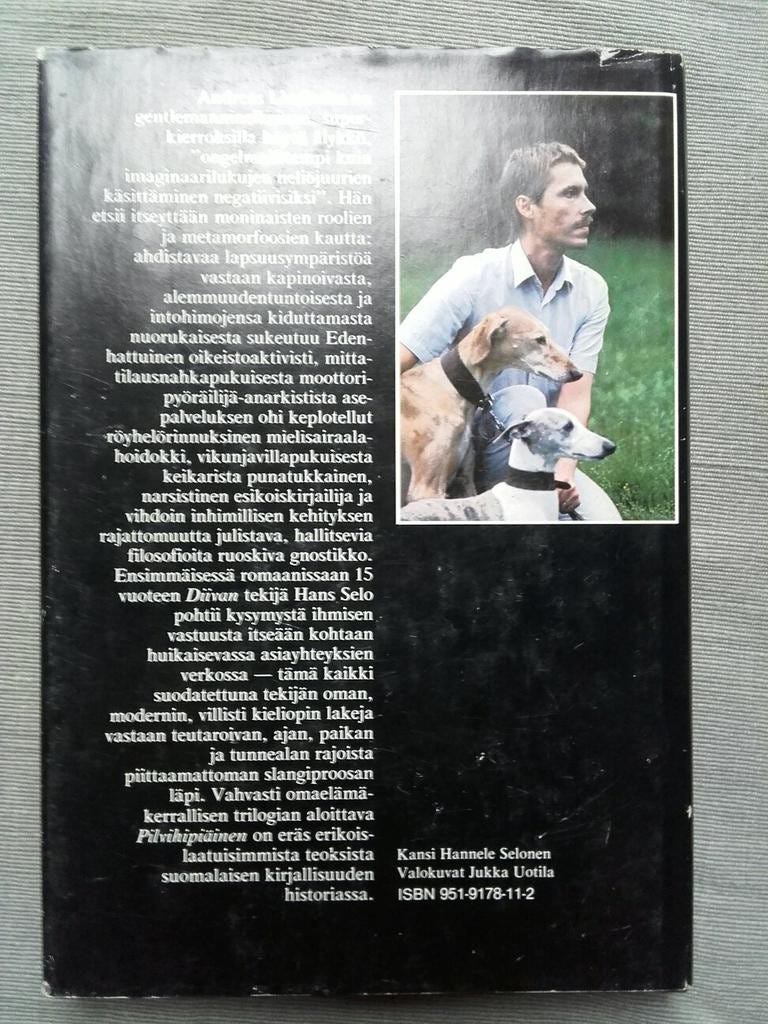 gentlemanni
kierroksilla älykkö,
imaginaarilukujen neliöjuurien
käsittäminen negatiivisiksi". Hän
etsii itseyttään moninaisten roolien
ja metamorfoosien kautta:
ahdistavaa lapsuusympäristöä
vastaan kapinoivasta,
alemmuudentuntoisesta ja
intohimojensa kiduttamasta
nuorukaisesta sukeutuu Eden-
hattuinen oikeistoaktivisti, mitta-
tilausnahkapukuisesta moottori-
pyöräilijä-anarkistista ase-
palveluksen ohi keplotellut
röyhelörinnuksinen mielisairaala-
hoidokki, vikunjavillapukuisesta
keikarista punatukkainen,
narsistinen esikoiskirjailija ja
vihdoin inhimillisen kehityksen
rajattomuutta julistava, hallitsevia
filosofioita ruoskiva gnostikko.
Ensimmäisessä romaanissaan 15
vuoteen Diivan tekijä Hans Selo
pohtii kysymystä ihmisen
vastuusta itseään kohtaan
huikaisevassa asiayhteyksien
verkossa — tämä kaikki
suodatettuna tekijän oman,
modernin, villisti kieliopin lakeja
vastaan teutaroivan, ajan, paikan
ja tunnealan rajoista
piittaamattoman slangiproosan
läpi. Vahvasti omaelämä-
kerrallisen trilogian aloittava
Pilvihipiäinen on eräs erikois-
laatuisimmista teoksista
suomalaisen kirjallisuuden
historiassa.
Kansi Hannele Selonen
Valokuvat Jukka Uotila
ISBN 951-9178-11-2